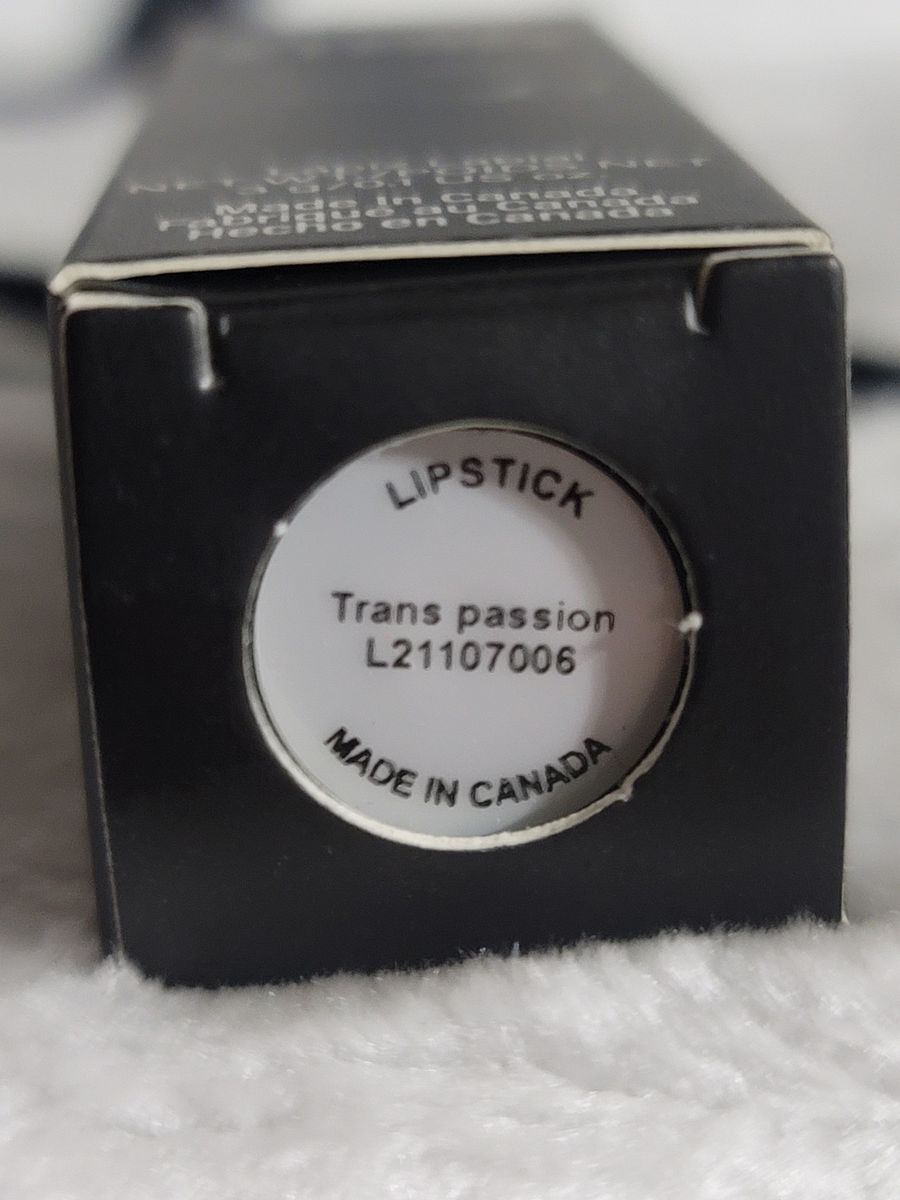 Made in Canada
Fabriqué au Canada
Hecho en Canada
LIPSTICK
Trans passion
L21107006
MADE IN CANADA